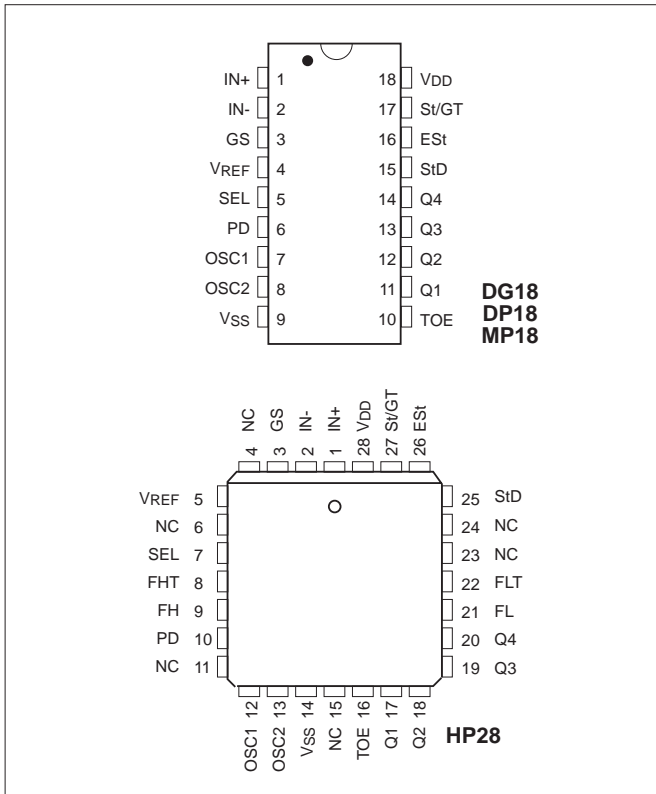 IN+ 1 18 VDD
IN- 2 17 St/GT
GS 3 16 ESt
VREF 4 15 StD
SEL 5 14 Q4
PD 6 13 Q3
OSC1 7 12 Q2
OSC2 8 11 Q1
VSS 9 10 TOE
DG18
DP18
MP18
4 NC
3 GS
2 IN-
1 IN+
28 VDD
27 St/GT
26 ESt
VREF 5 25 StD
NC 6 24 NC
SEL 7 23 NC
FHT 8 22 FLT
FH 9 21 FL
PD 10 20 Q4
NC 11 19 Q3
OSC1 12
OSC2 13
VSS 14
NC 15
TOE 16
Q1 17
Q2 18
HP28